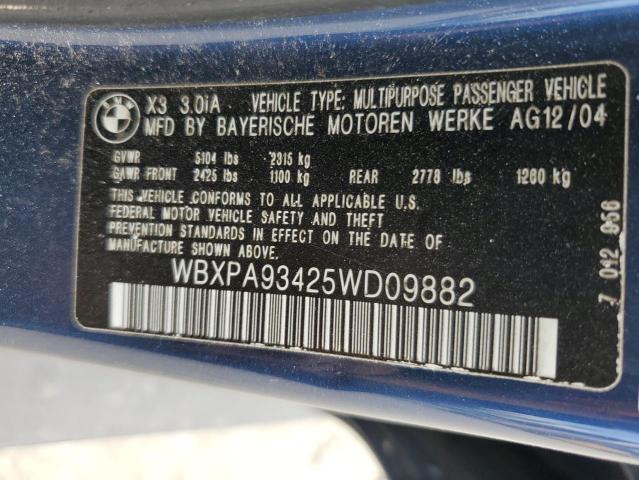 BMW
X3 3.0iA VEHICLE TYPE: MULTIPURPOSE PASSENGER VEHICLE
MFD BY BAYERISCHE MOTOREN WERKE AG12/04
GVWR 5104 lbs 2315 kg
GAWR FRONT 2425 lbs 1100 kg REAR 2778 lbs 1260 kg
THIS VEHICLE CONFORMS TO ALL APPLICABLE U.S.
FEDERAL MOTOR VEHICLE SAFETY AND THEFT
PREVENTION STANDARDS IN EFFECT ON THE DATE OF
MANUFACTURE SHOWN ABOVE
WBXPA93425WD09882
7 012 956